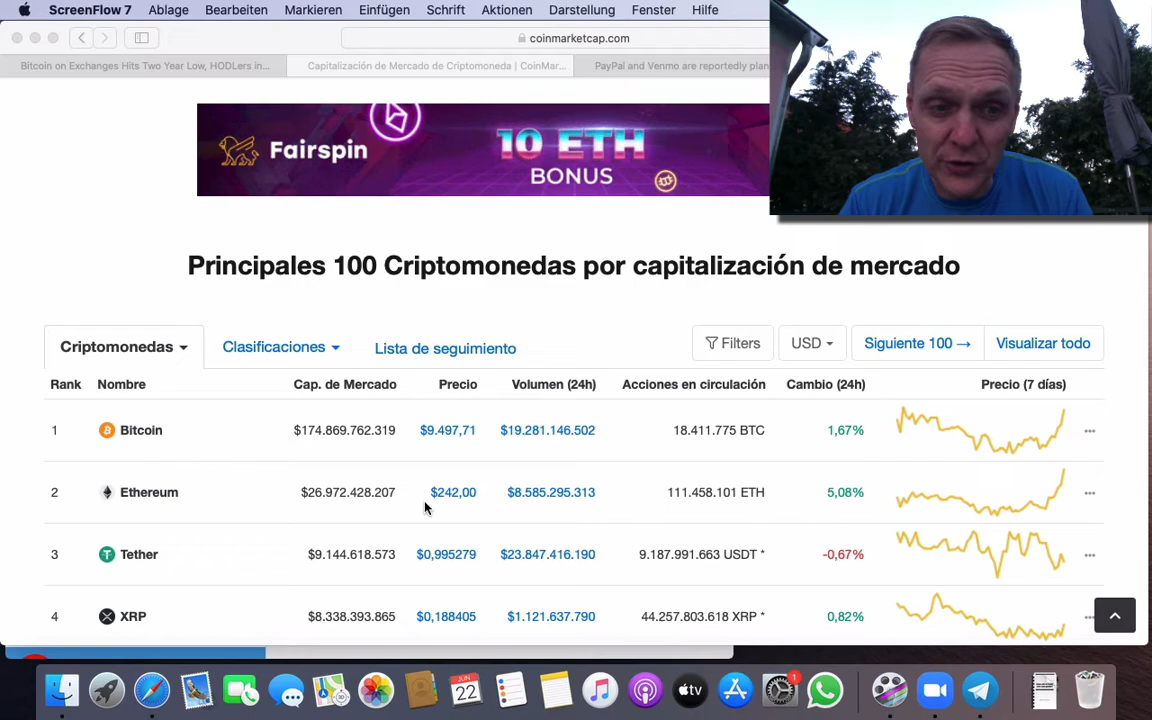 ScreenFlow 7 Ablage Bearbeiten Markieren Einfügen Schrift Aktionen Darstellung Fenster Hilfe
coinmarketcap.com
Bitcoin on Exchanges Hits Two Year Low, HODLers in... Capitalización de Mercado de Criptomoneda | CoinMar... PayPal and Venmo are reportedly plan
Fairspin 10 ETH
BONUS
Principales 100 Criptomonedas por capitalización de mercado
Criptomonedas Clasificaciones Lista de seguimiento Filters USD Siguiente 100 → Visualizar todo
Rank Nombre Cap. de Mercado Precio Volumen (24h) Acciones en circulación Cambio (24h) Precio (7 días)
1 Bitcoin $174.869.762.319 $9.497,71 $19.281.146.502 18.411.775 BTC 1,67%
2 Ethereum $26.972.428.207 $242,00 $8.585.295.313 111.458.101 ETH 5,08%
3 Tether $9.144.618.573 $0,995279 $23.847.416.190 9.187.991.663 USDT * -0,67%
4 XRP $8.338.393.865 $0,188405 $1.121.637.790 44.257.803.618 XRP * 0,82%
JUN
22
tv
1